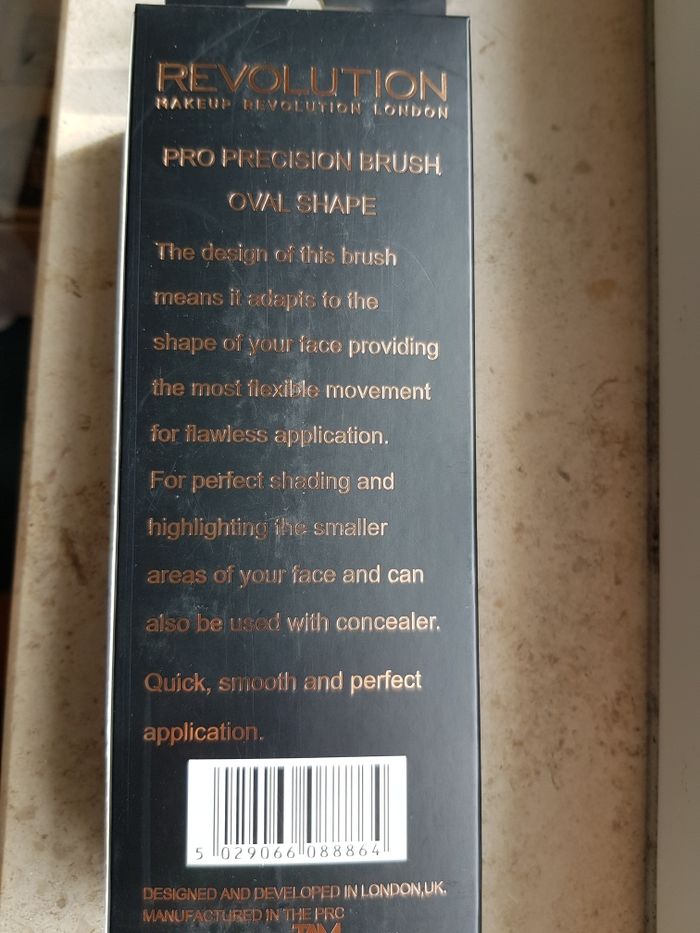 REVOLUTION
MAKEUP REVOLUTION LONDON
PRO PRECISION BRUSH
OVAL SHAPE
The design of this brush
means it adapts to the
shape of your face providing
the most flexible movement
for flawless application.
For perfect shading and
highlighting the smaller
areas of your face and can
also be used with concealer.
Quick, smooth and perfect
application.
5 029066 088864
DESIGNED AND DEVELOPED IN LONDON,UK.
MANUFACTURED IN THE PRC